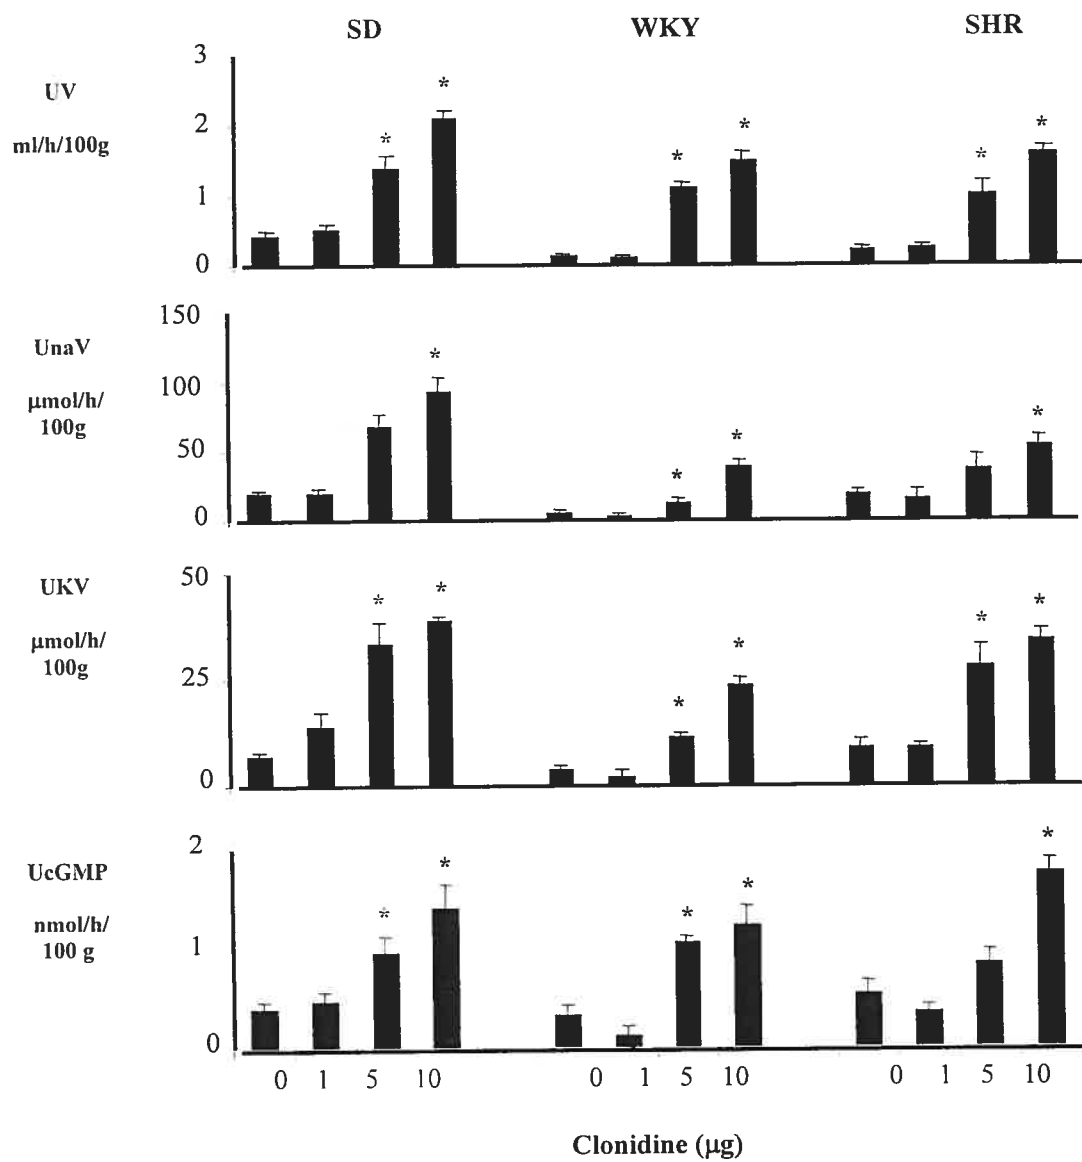 SD WKY SHR
UV
ml/h/100g
3
2
1
0
* * * * * *
UnaV
µmol/h/
100g
150
100
50
0
* * * *
UKV
µmol/h/
100g
50
25
0
* * * * * *
UcGMP
nmol/h/
100 g
2
1
0
* * * * *
0 1 5 10 0 1 5 10 0 1 5 10
Clonidine (µg)